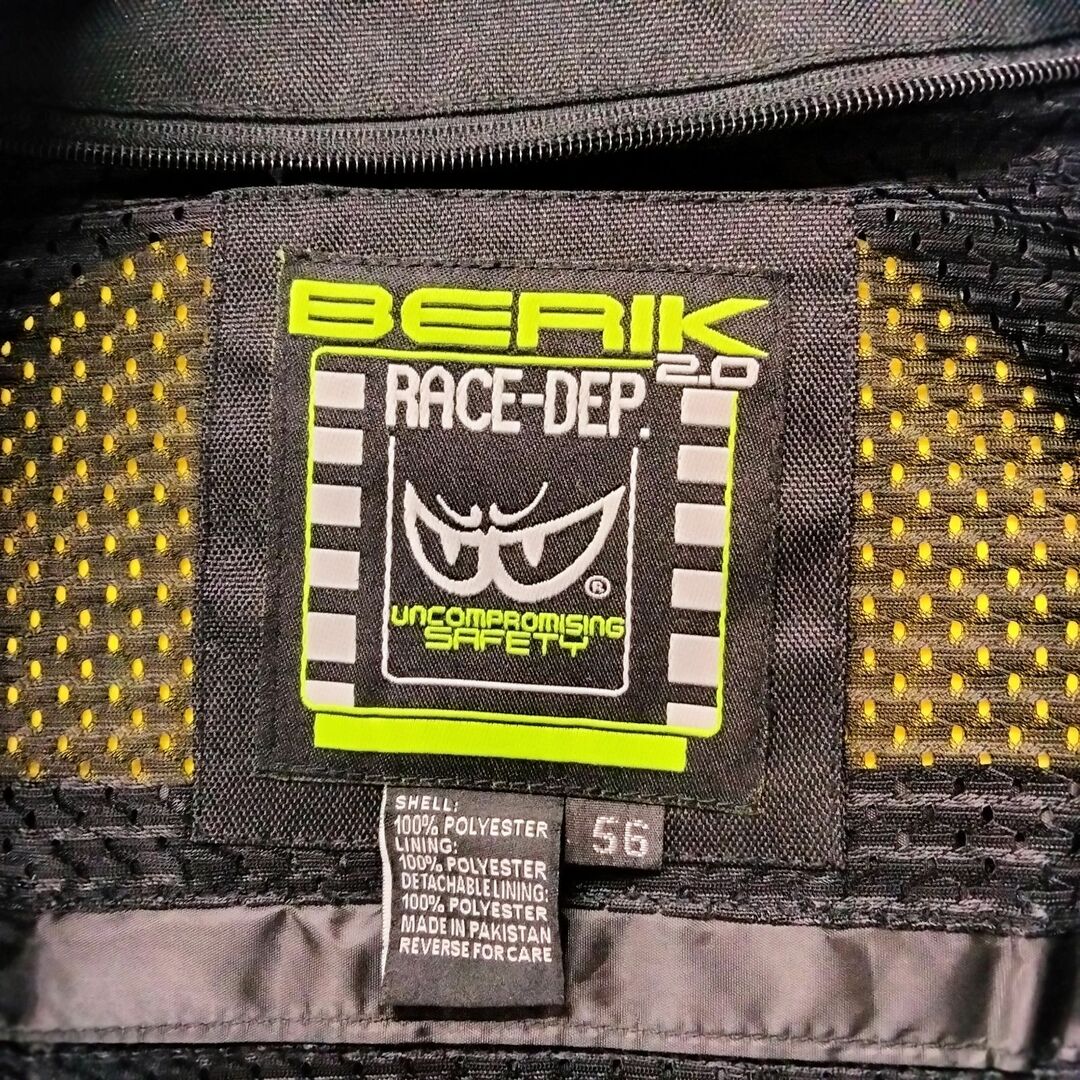 BERIK
2.0
RACE-DEP.
®
UNCOMPROMISING
SAFETY
SHELL:
100% POLYESTER
LINING:
100% POLYESTER
DETACHABLE LINING:
100% POLYESTER
MADE IN PAKISTAN
REVERSE FOR CARE
56